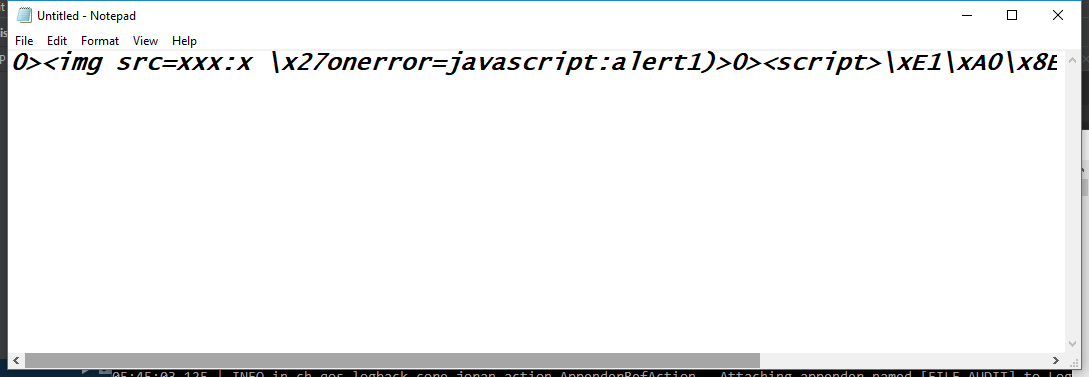 Untitled - Notepad
File Edit Format View Help
0><img src=xxx:x \x27onerror=javascript:alert1)>0><script>\xE1\xA0\x8E
05:45:03,125 | INFO in ch.qos.logback.core.joran.action.AppenderRefAction - Attaching appender named [FILE_AUDIT] to Log